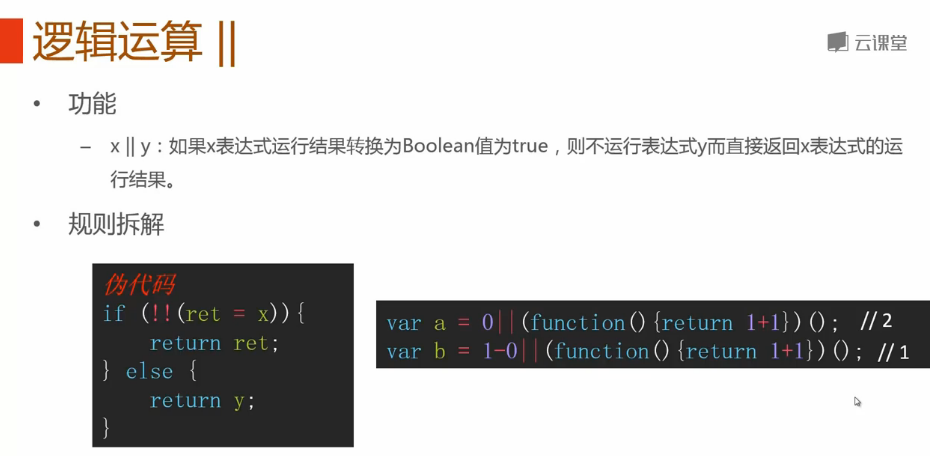 逻辑运算 ||
云课堂
• 功能
– x || y：如果x表达式运行结果转换为Boolean值为true，则不运行表达式y而直接返回x表达式的运
行结果。
• 规则拆解
伪代码
if (!!(ret = x)){
    return ret;
} else {
    return y;
}
var a = 0||(function(){return 1+1})(); //2
var b = 1-0||(function(){return 1+1})(); //1